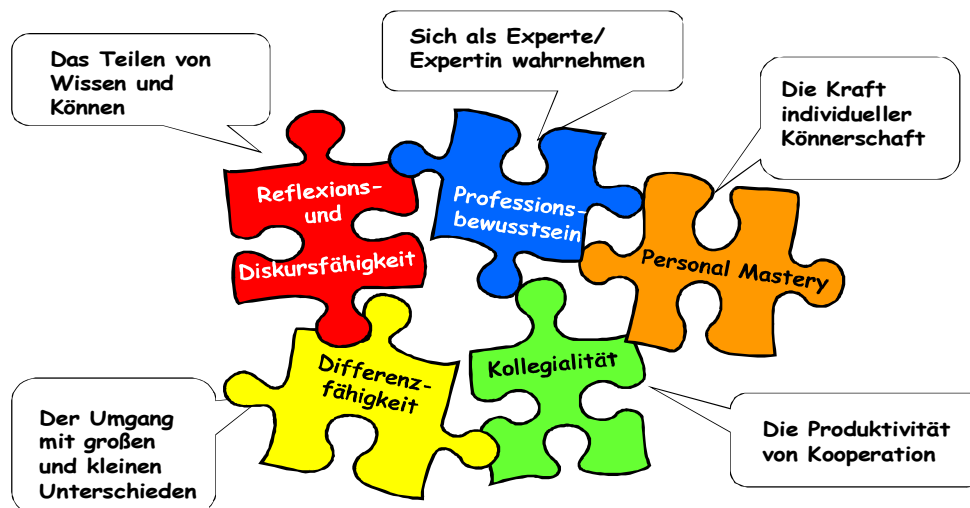 Das Teilen von
Wissen und
Können
Sich als Experte/
Expertin wahrnehmen
Die Kraft
individueller
Könnerschaft
Reflexions-
und
Diskursfähigkeit
Professions-
bewusstsein
Personal Mastery
Differenz-
fähigkeit
Kollegialität
Der Umgang
mit großen
und kleinen
Unterschieden
Die Produktivität
von Kooperation